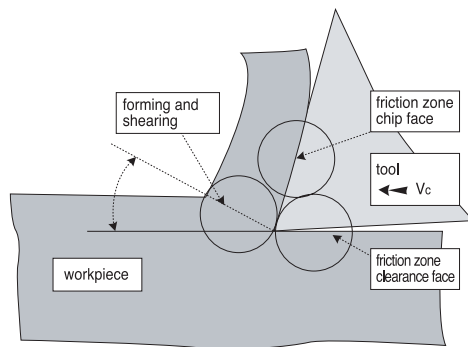 forming and
shearing
friction zone
chip face
tool
Vc
workpiece
friction zone
clearance face